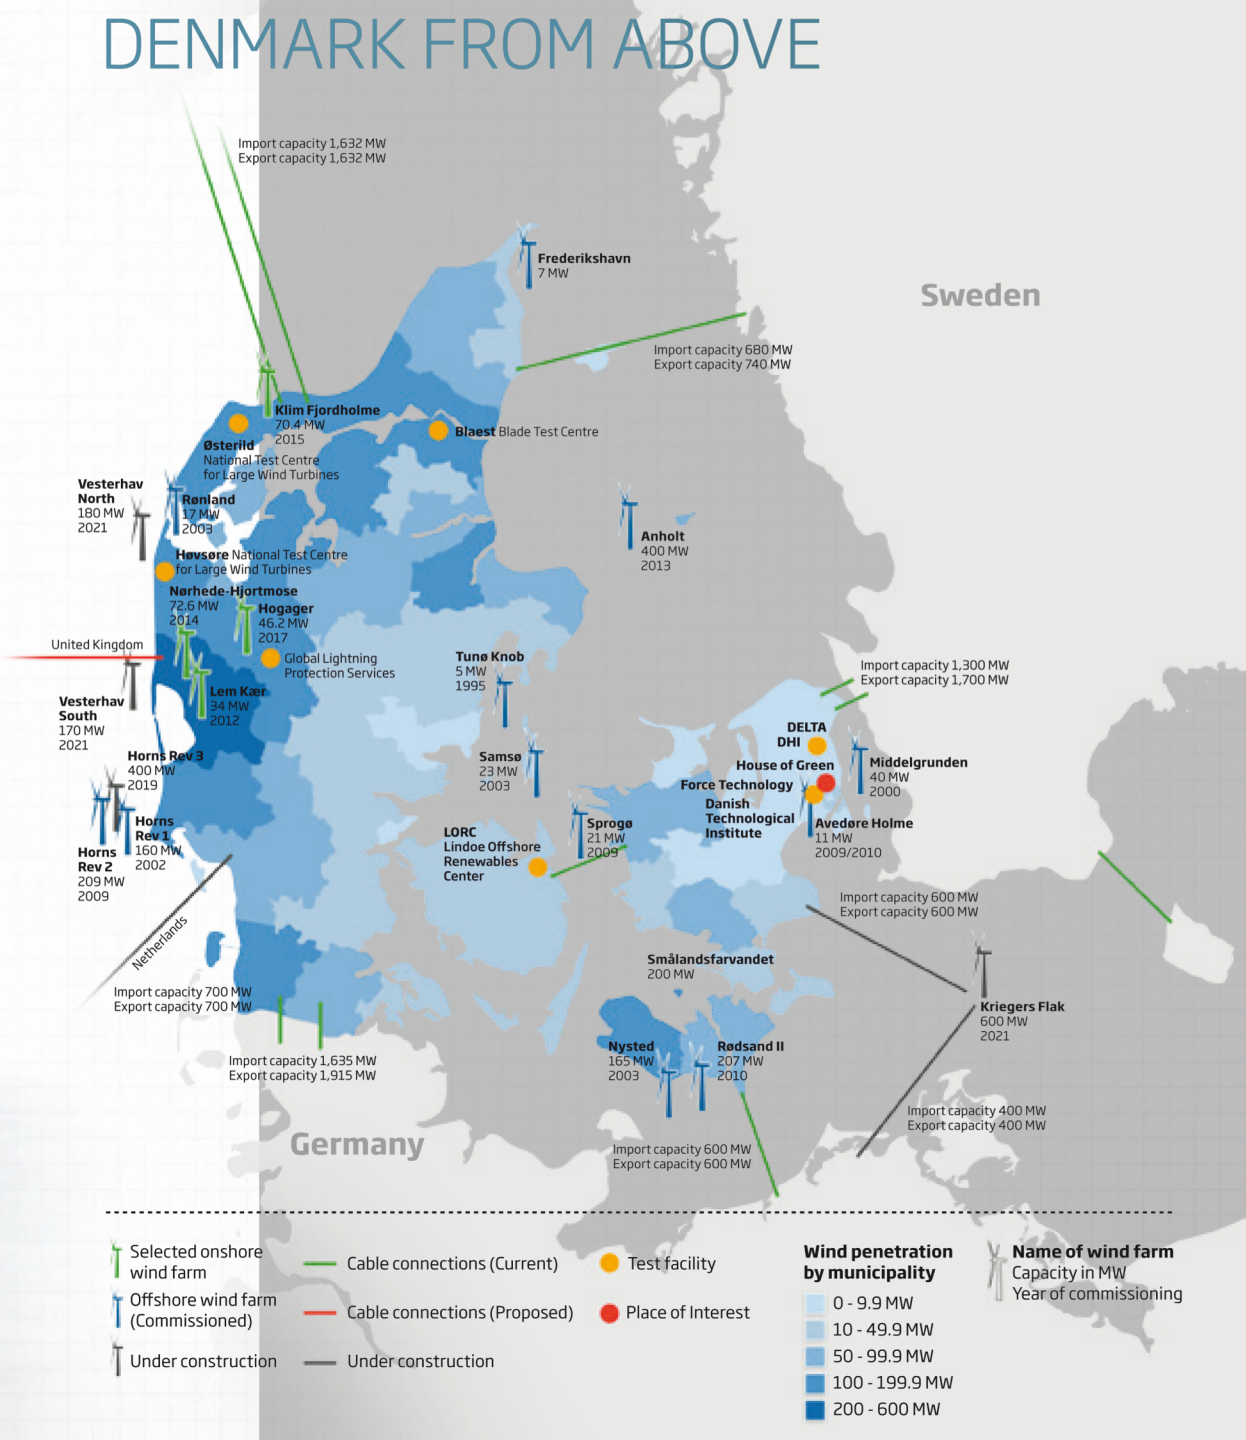 DENMARK FROM ABOVE
Import capacity 1,632 MW
Export capacity 1,632 MW
Frederikshavn
7 MW
Sweden
Import capacity 680 MW
Export capacity 740 MW
Klim Fjordholme
70.4 MW
2015
Østerild
National Test Centre
for Large Wind Turbines
Blaest Blade Test Centre
Vesterhav
North
180 MW
2021
Rønland
17 MW
2003
Anholt
400 MW
2013
Høvsøre National Test Centre
for Large Wind Turbines
Nørhede-Hjortmose
72.6 MW
2014
Hogager
46.2 MW
2017
United Kingdom
Global Lightning
Protection Services
Tunø Knob
5 MW
1995
Import capacity 1,300 MW
Export capacity 1,700 MW
Lem Kær
34 MW
2012
Vesterhav
South
170 MW
2021
DELTA
DHI
House of Green
Force Technology
Danish
Technological
Institute
Middelgrunden
40 MW
2000
Samsø
23 MW
2003
Horns Rev 3
400 MW
2019
Horns
Rev 1
160 MW
2002
Horns
Rev 2
209 MW
2009
Sprogø
21 MW
2009
Avedøre Holme
11 MW
2009/2010
LORC
Lindoe Offshore
Renewables
Center
Import capacity 600 MW
Export capacity 600 MW
Netherlands
Import capacity 700 MW
Export capacity 700 MW
Smålandsfarvandet
200 MW
Kriegers Flak
600 MW
2021
Import capacity 1,635 MW
Export capacity 1,915 MW
Nysted
165 MW
2003
Rødsand II
207 MW
2010
Import capacity 400 MW
Export capacity 400 MW
Germany
Import capacity 600 MW
Export capacity 600 MW
Selected onshore
wind farm
Offshore wind farm
(Commissioned)
Under construction
Cable connections (Current)
Cable connections (Proposed)
Under construction
Test facility
Place of Interest
Wind penetration
by municipality
0 - 9.9 MW
10 - 49.9 MW
50 - 99.9 MW
100 - 199.9 MW
200 - 600 MW
Name of wind farm
Capacity in MW
Year of commissioning